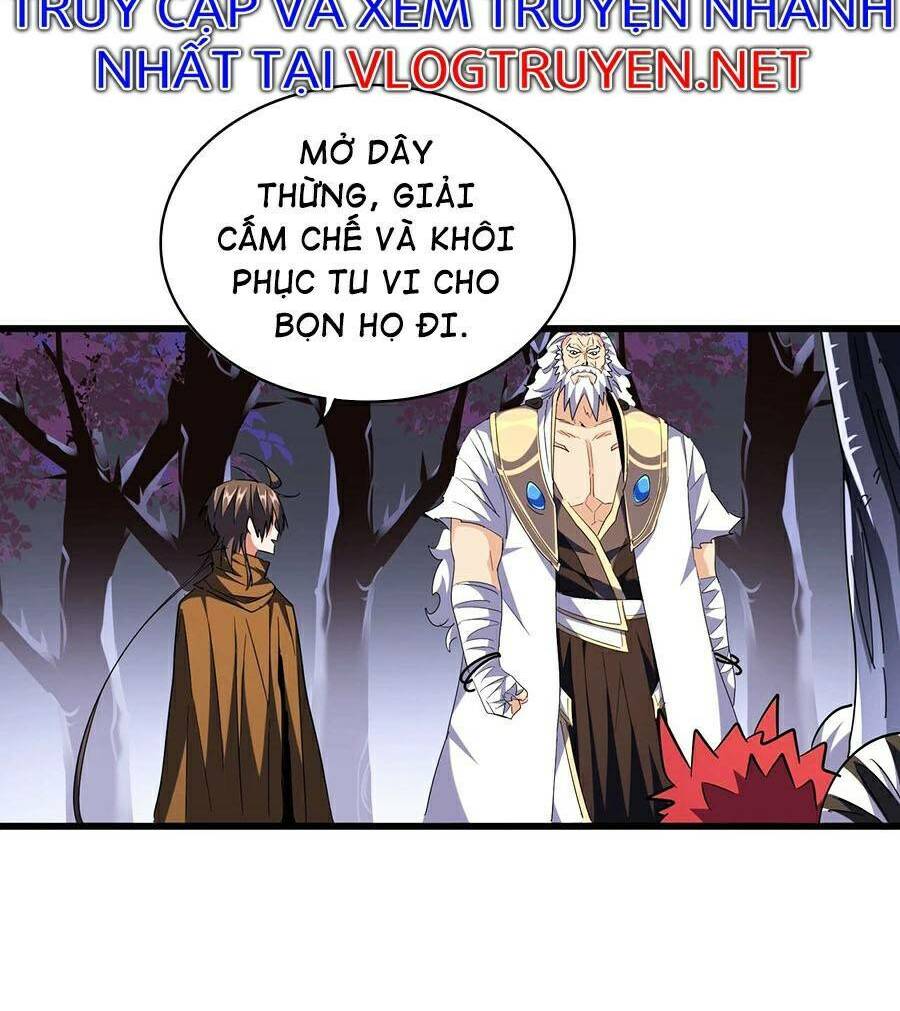 TRUY CẬP VÀ XEM TRUYỆN NHANH
NHẤT TẠI VLOGTRUYEN.NET
MỞ DÂY
THỪNG, GIẢI
CẤM CHẾ VÀ KHÔI
PHỤC TU VI CHO
BỌN HỌ ĐI.